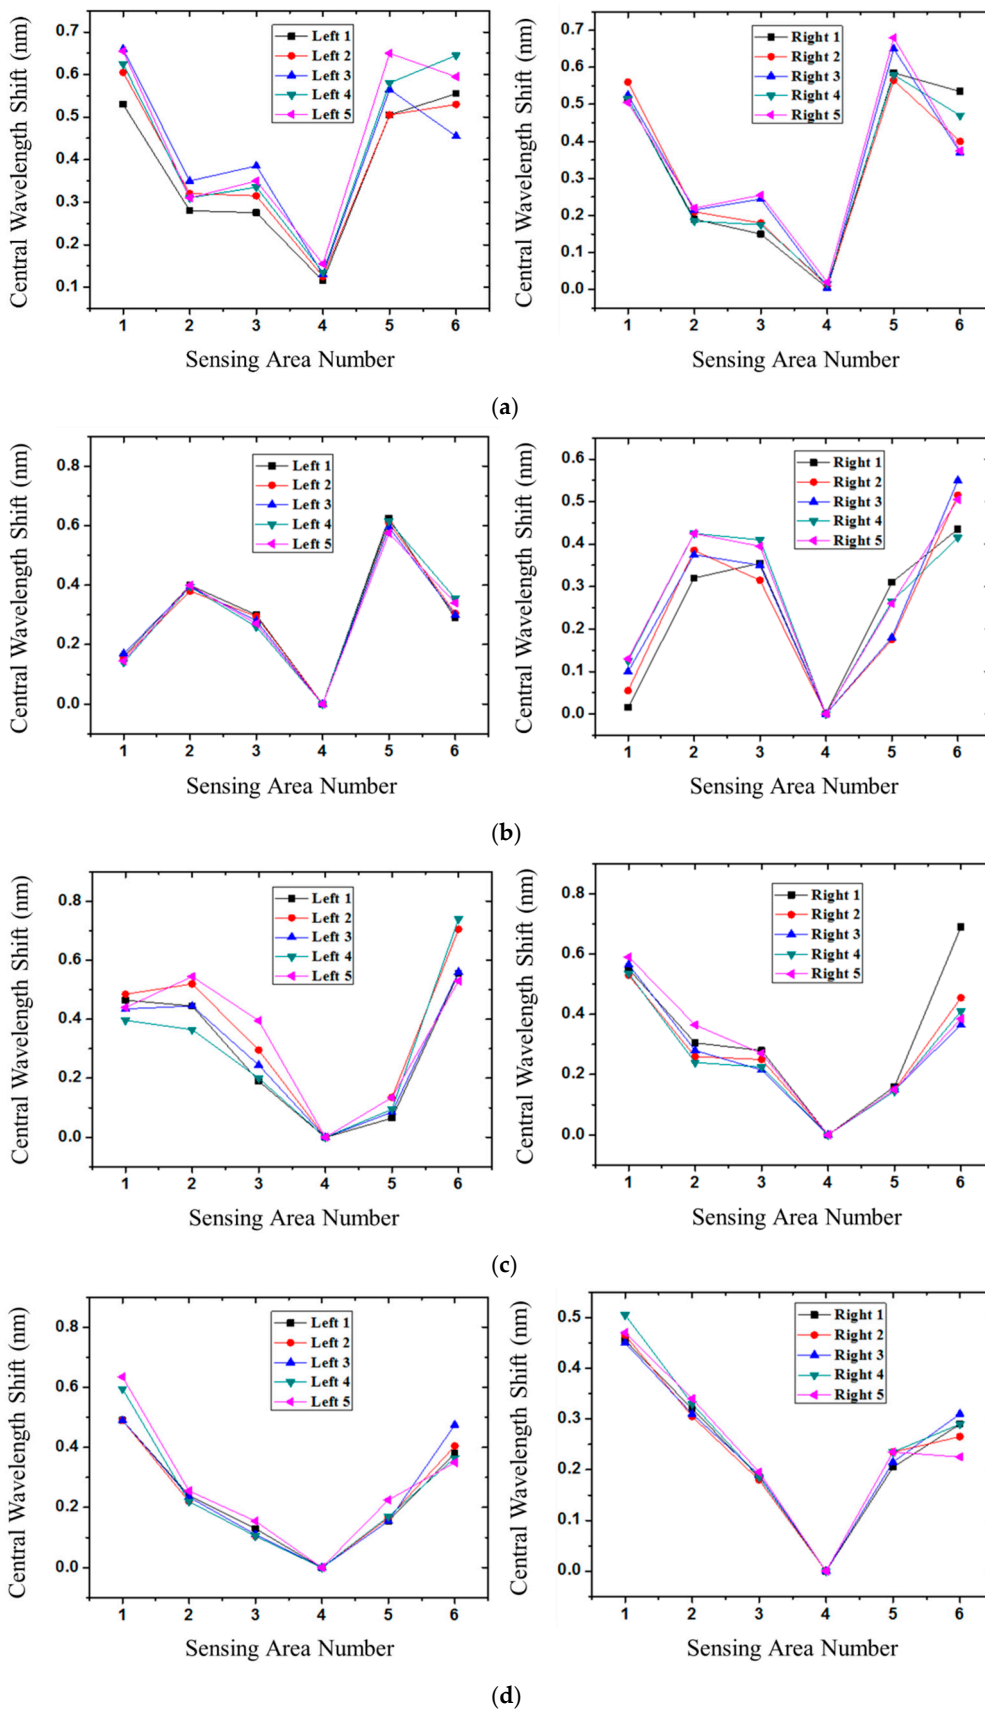 Central Wavelength Shift (nm)
0.7
0.6
0.5
0.4
0.3
0.2
0.1
Left 1
Left 2
Left 3
Left 4
Left 5
1 2 3 4 5 6
Sensing Area Number
Central Wavelength Shift (nm)
0.7
0.6
0.5
0.4
0.3
0.2
0.1
0.0
Right 1
Right 2
Right 3
Right 4
Right 5
1 2 3 4 5 6
Sensing Area Number
(a)
Central Wavelength Shift (nm)
0.8
0.6
0.4
0.2
0.0
Left 1
Left 2
Left 3
Left 4
Left 5
1 2 3 4 5 6
Sensing Area Number
Central Wavelength Shift (nm)
0.6
0.5
0.4
0.3
0.2
0.1
0.0
Right 1
Right 2
Right 3
Right 4
Right 5
1 2 3 4 5 6
Sensing Area Number
(b)
Central Wavelength Shift (nm)
0.8
0.6
0.4
0.2
0.0
Left 1
Left 2
Left 3
Left 4
Left 5
1 2 3 4 5 6
Sensing Area Number
Central Wavelength Shift (nm)
0.8
0.6
0.4
0.2
0.0
Right 1
Right 2
Right 3
Right 4
Right 5
1 2 3 4 5 6
Sensing Area Number
(c)
Central Wavelength Shift (nm)
0.8
0.6
0.4
0.2
0.0
Left 1
Left 2
Left 3
Left 4
Left 5
1 2 3 4 5 6
Sensing Area Number
Central Wavelength Shift (nm)
0.5
0.4
0.3
0.2
0.1
0.0
Right 1
Right 2
Right 3
Right 4
Right 5
1 2 3 4 5 6
Sensing Area Number
(d)